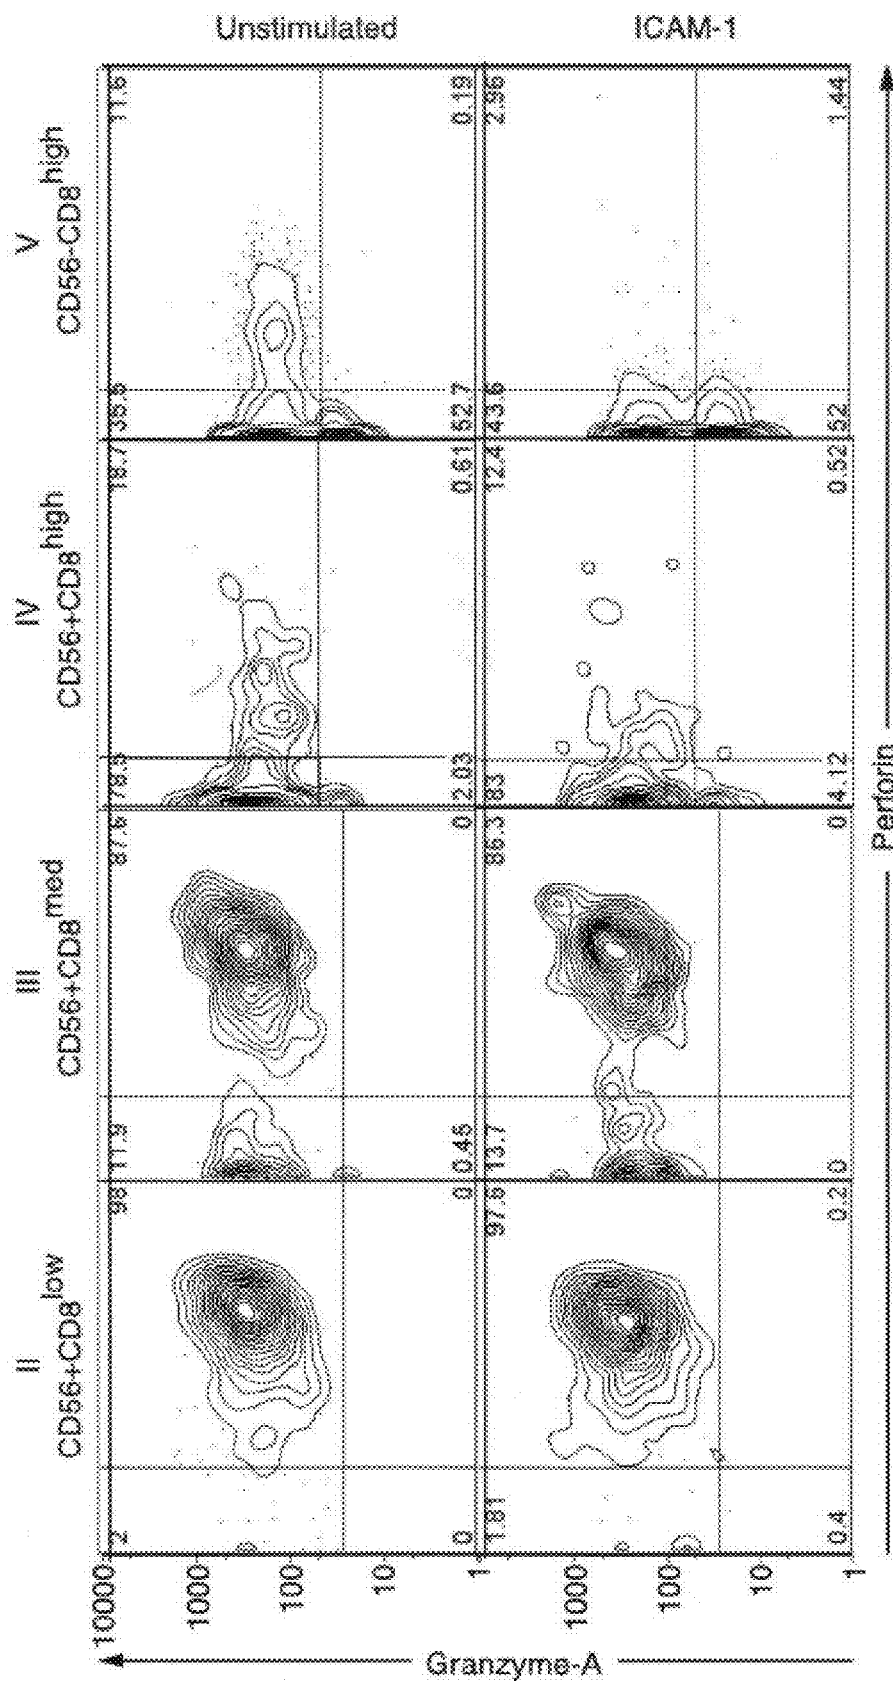 II
CD56+CD8low
III
CD56+CD8med
IV
CD56+CD8high
V
CD56-CD8high
Unstimulated
ICAM-1
10000
1000
100
10
1
2 98
0 0
11.9 87.6
0.45 0
2.03 0.61
35.5 11.6
52.7 0.19
1000
100
10
1
1.81 97.6
0.4 0.2
13.7 86.3
0 0
83 12.4
4.12 0.52
43.6 2.96
52 1.44
Granzyme-A
Perforin